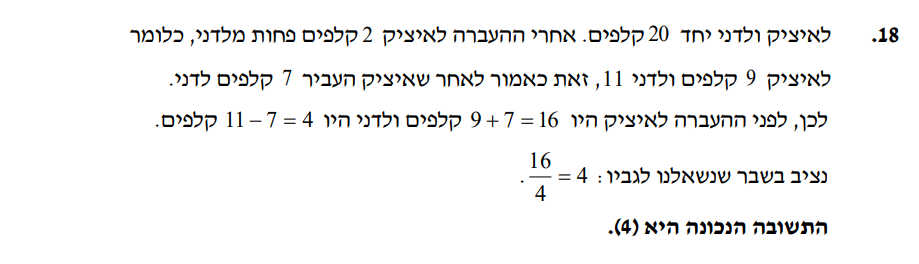 18. לאיציק ולדני יחד 20 קלפים. אחרי ההעברה לאיציק 2 קלפים פחות מלדני, כלומר
לאיציק 9 קלפים ולדני 11, זאת כאמור לאחר שאיציק העביר 7 קלפים לדני.
לכן, לפני ההעברה לאיציק היו 9 + 7 = 16 קלפים ולדני היו 11 − 7 = 4 קלפים.
נציב בשבר שנשאלנו לגביו: 16/4 = 4.
התשובה הנכונה היא (4).